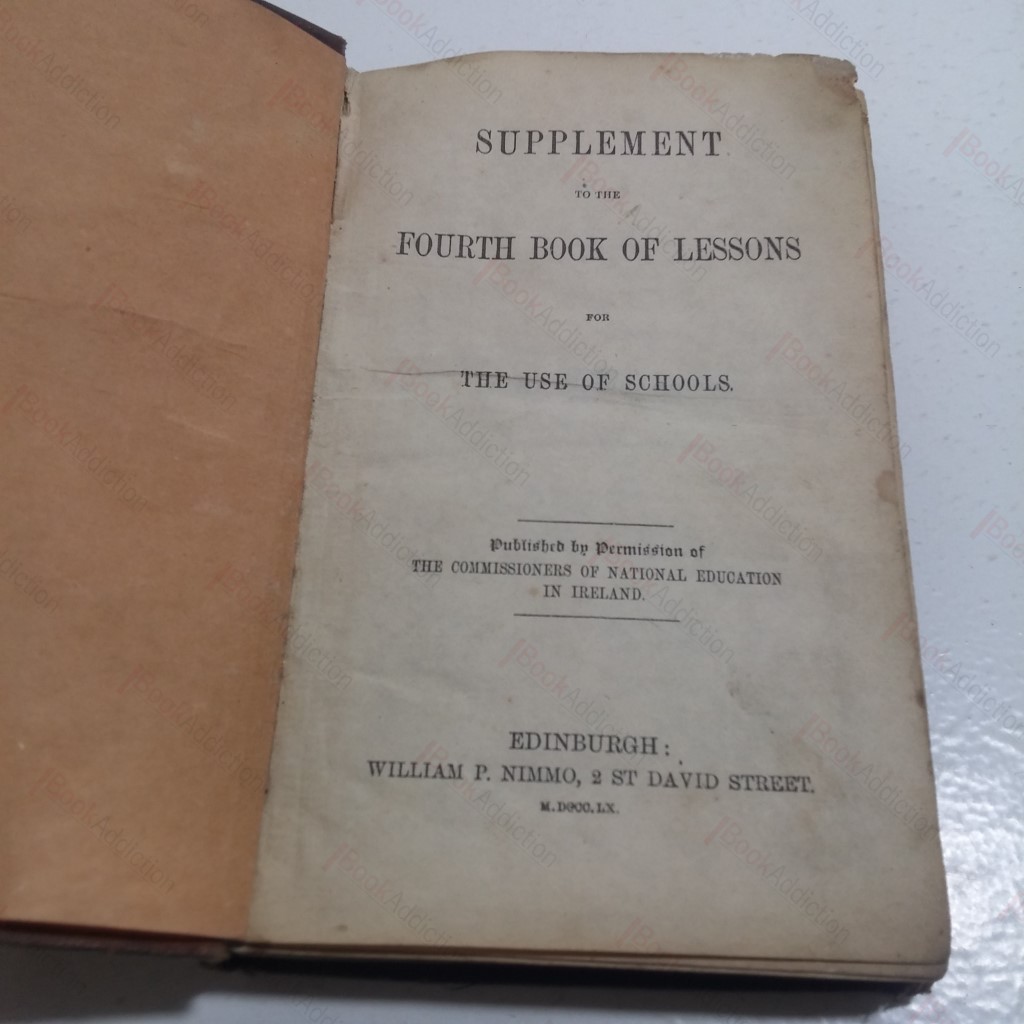 SUPPLEMENT
TO THE
FOURTH BOOK OF LESSONS
FOR
THE USE OF SCHOOLS.
Published by Permission of
THE COMMISSIONERS OF NATIONAL EDUCATION
IN IRELAND.
EDINBURGH:
WILLIAM P. NIMMO, 2 ST DAVID STREET.
M.DCCC.LX.
BookAddiction